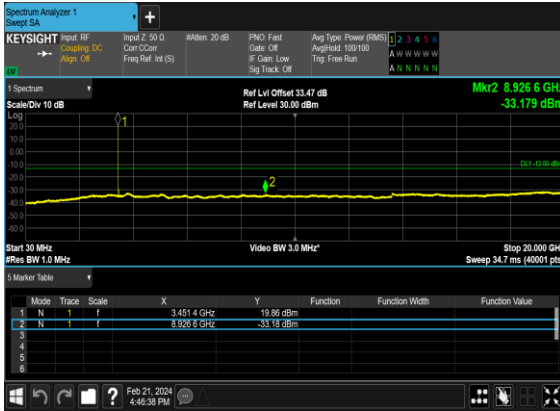 Spectrum Analyzer 1
Swept SA
+
KEYSIGHT
Input: RF
Coupling: DC
Align: Off
Input Z: 50 Ω
Corr CCorr
Freq Ref: Int (S)
#Atten: 20 dB
PNO: Fast
Gate: Off
IF Gain: Low
Sig Track: Off
Avg Type: Power (RMS)
Avg|Hold: 100/100
Trig: Free Run
1 2 3 4 5 6
A W W W W W
A N N N N N
1 Spectrum
Scale/Div 10 dB
Log
Ref Lvl Offset 33.47 dB
Ref Level 30.00 dBm
Mkr2 8.926 6 GHz
-33.179 dBm
20.0
10.0
0.00
-10.0
-20.0
-30.0
-40.0
-50.0
-60.0
1
2
DL1 -13.00 dBm
Start 30 MHz
#Res BW 1.0 MHz
Video BW 3.0 MHz*
Stop 20.000 GHz
Sweep 34.7 ms (40001 pts)
5 Marker Table
Mode Trace Scale X Y Function Function Width Function Value
1 N 1 f 3.451 4 GHz 19.86 dBm
2 N 1 f 8.926 6 GHz -33.18 dBm
3
4
5
6
?
Feb 21, 2024
4:46:38 PM